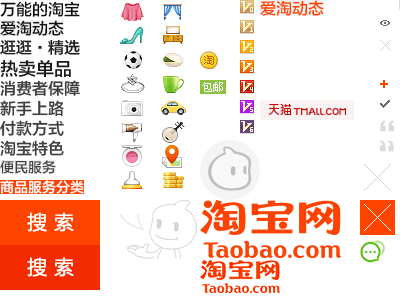 万能的淘宝
爱淘动态
逛逛·精选
热卖单品
消费者保障
新手上路
付款方式
淘宝特色
便民服务
商品服务分类
搜索
搜索
淘
包邮
爱淘动态
天猫 TMALL.COM
淘宝网
Taobao.com
淘宝网
Taobao.com